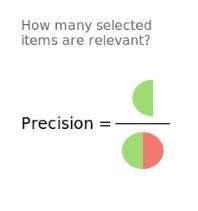 How many selected
items are relevant?
Precision =